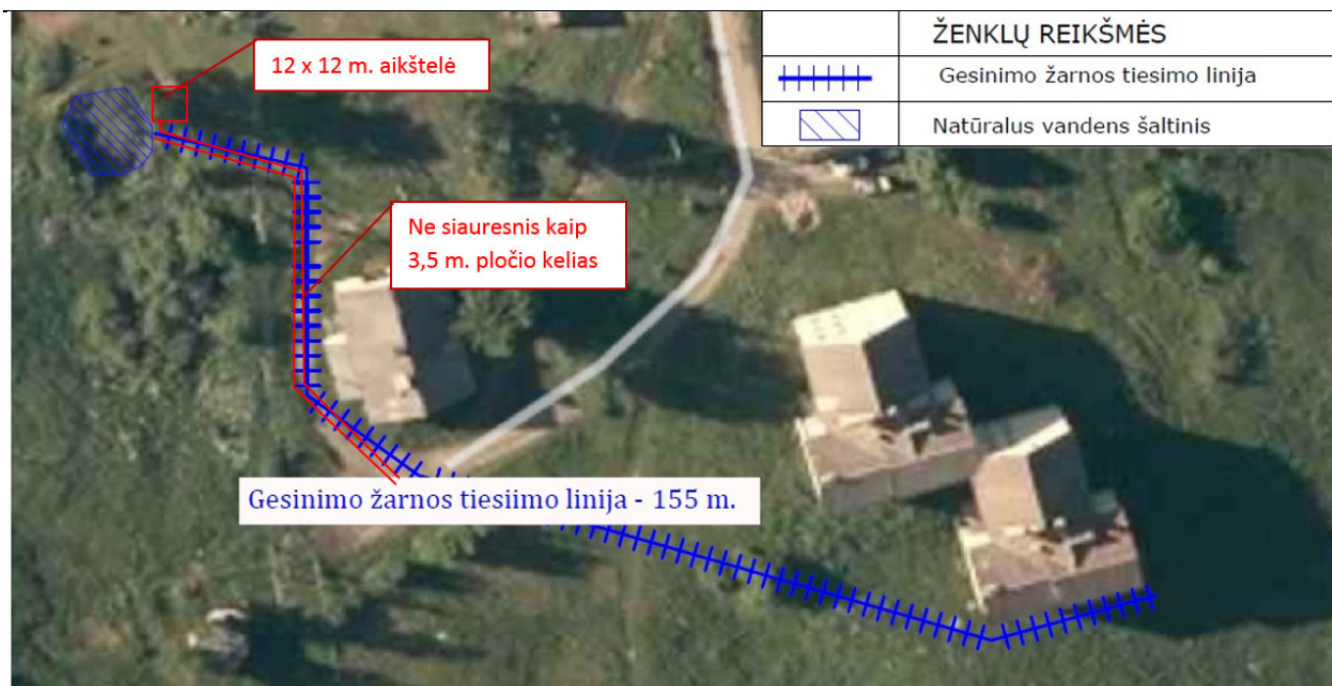 ŽENKLŲ REIKŠMĖS
Gesinimo žarnos tiesimo linija
Natūralus vandens šaltinis
12 x 12 m. aikštelė
Ne siauresnis kaip
3,5 m. pločio kelias
Gesinimo žarnos tiesiimo linija - 155 m.